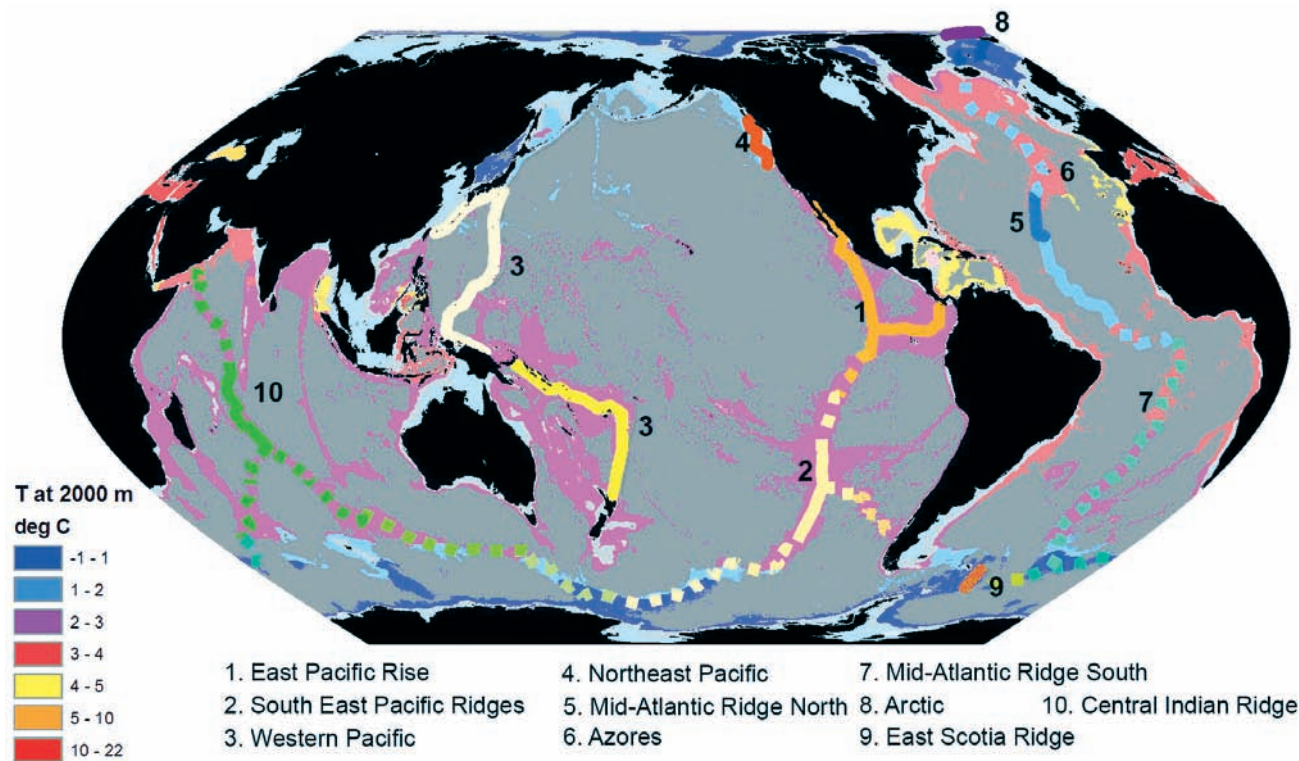 8
4
6
5
3
1
10
7
3
2
9
T at 2000 m
deg C
-1 - 1
1 - 2
2 - 3
3 - 4
4 - 5
5 - 10
10 - 22
1. East Pacific Rise
2. South East Pacific Ridges
3. Western Pacific
4. Northeast Pacific
5. Mid-Atlantic Ridge North
6. Azores
7. Mid-Atlantic Ridge South
8. Arctic
9. East Scotia Ridge
10. Central Indian Ridge